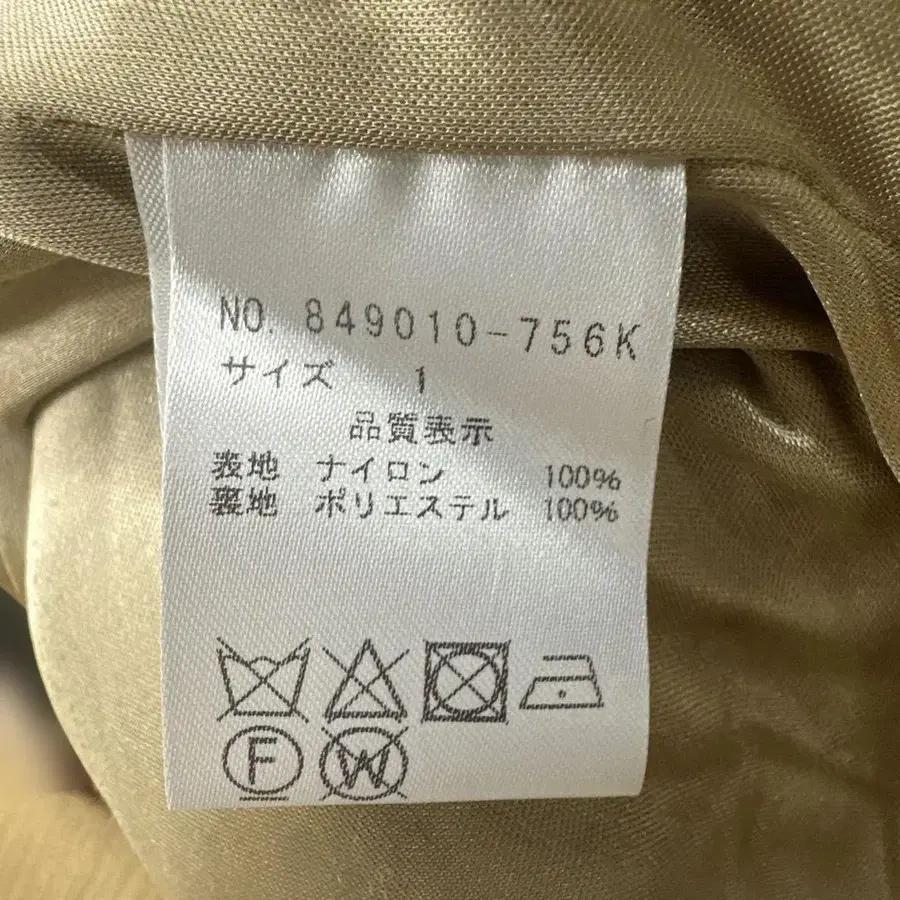 NO. 849010-756K
サイズ 1
品質表示
表地 ナイロン 100%
裏地 ポリエステル 100%
F W